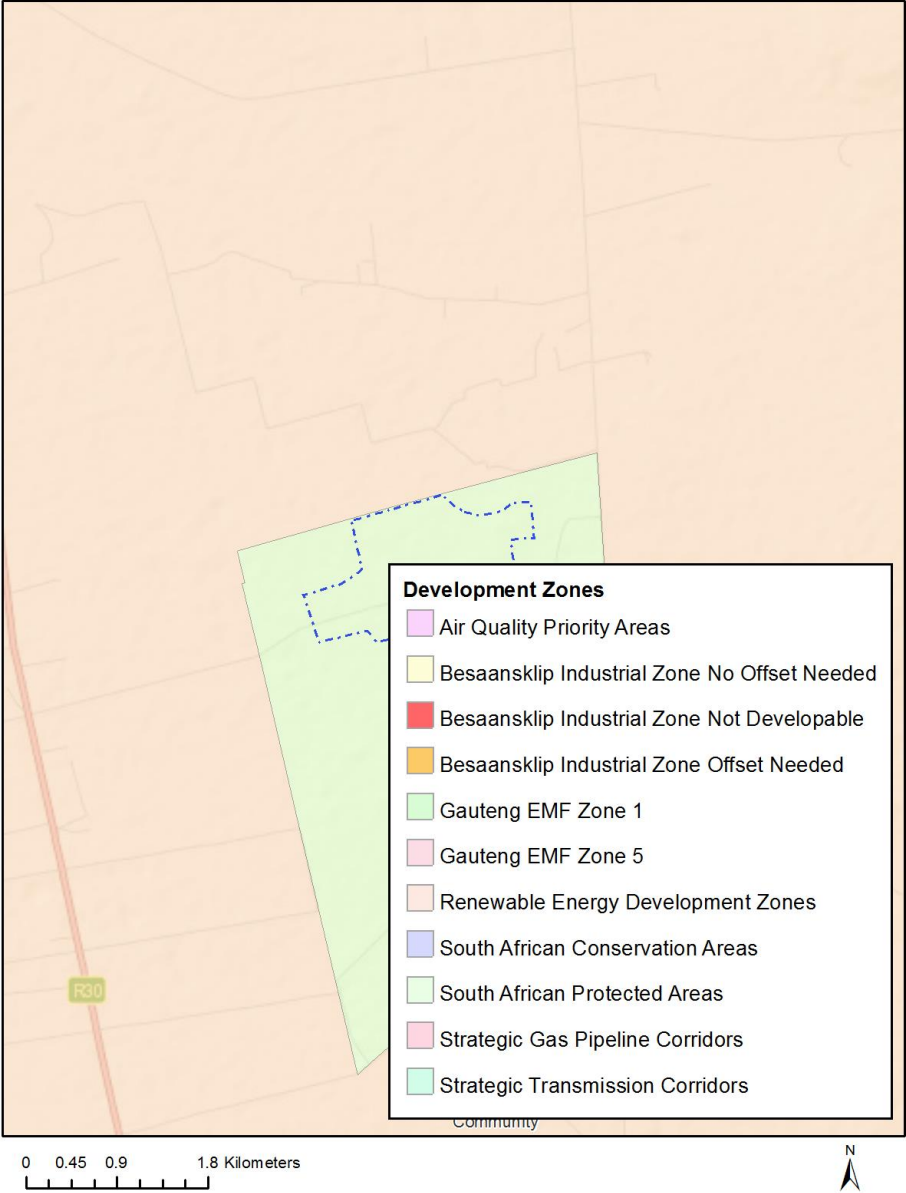 Development Zones
Air Quality Priority Areas
Besaansklip Industrial Zone No Offset Needed
Besaansklip Industrial Zone Not Developable
Besaansklip Industrial Zone Offset Needed
Gauteng EMF Zone 1
Gauteng EMF Zone 5
Renewable Energy Development Zones
South African Conservation Areas
South African Protected Areas
Strategic Gas Pipeline Corridors
Strategic Transmission Corridors
R30
Community
0 0.45 0.9 1.8 Kilometers
N